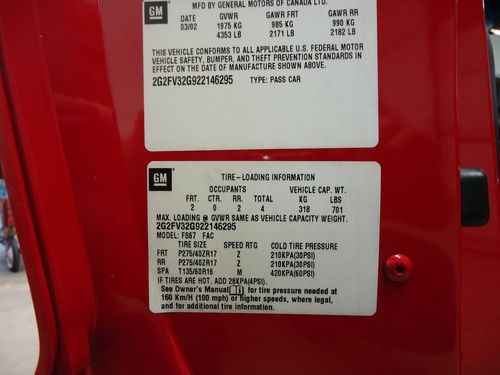 MFD BY GENERAL MOTORS OF CANADA LTD.
GM
DATE GVWR GAWR FRT GAWR RR
03/02 1975 KG 985 KG 990 KG
4353 LB 2171 LB 2182 LB
THIS VEHICLE CONFORMS TO ALL APPLICABLE U.S. FEDERAL MOTOR
VEHICLE SAFETY, BUMPER, AND THEFT PREVENTION STANDARDS IN
EFFECT ON THE DATE OF MANUFACTURE SHOWN ABOVE.
2G2FV32G922146295 TYPE: PASS CAR
GM
TIRE-LOADING INFORMATION
OCCUPANTS VEHICLE CAP. WT.
FRT. CTR. RR. TOTAL KG LBS
2 0 2 4 318 701
MAX. LOADING @ GVWR SAME AS VEHICLE CAPACITY WEIGHT.
2G2FV32G922146295
MODEL: FS67 FAC
TIRE SIZE SPEED RTG COLD TIRE PRESSURE
FRT P275/40ZR17 Z 210KPA(30PSI)
RR P275/40ZR17 Z 210KPA(30PSI)
SPA T135/60R16 M 420KPA(60PSI)
IF TIRES ARE HOT, ADD 28KPA(4PSI).
See Owner's Manual for tire pressure needed at
160 Km/H (100 mph) or higher speeds, where legal,
and for additional tire information.